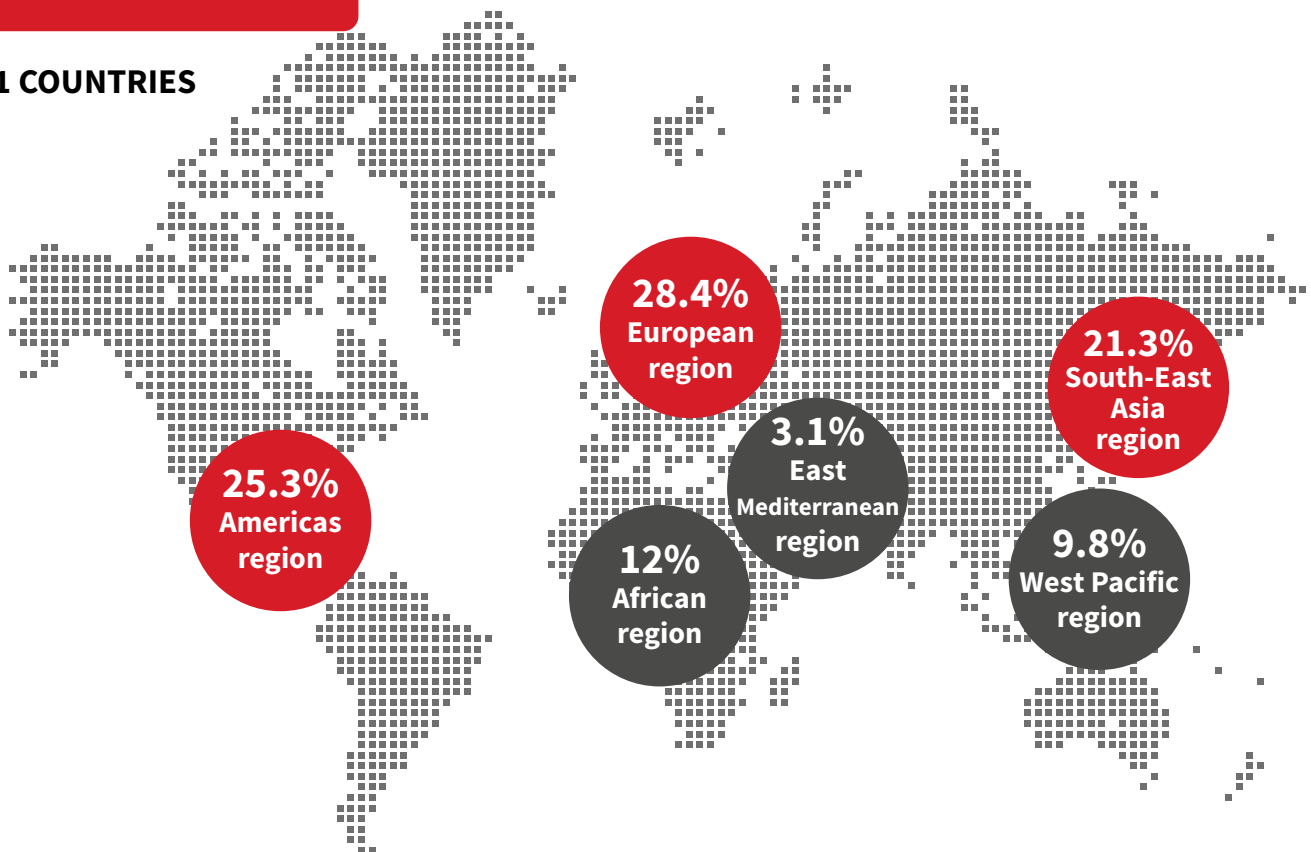 1 COUNTRIES
28.4%
European
region
21.3%
South-East
Asia
region
3.1%
East
Mediterranean
region
25.3%
Americas
region
12%
African
region
9.8%
West Pacific
region